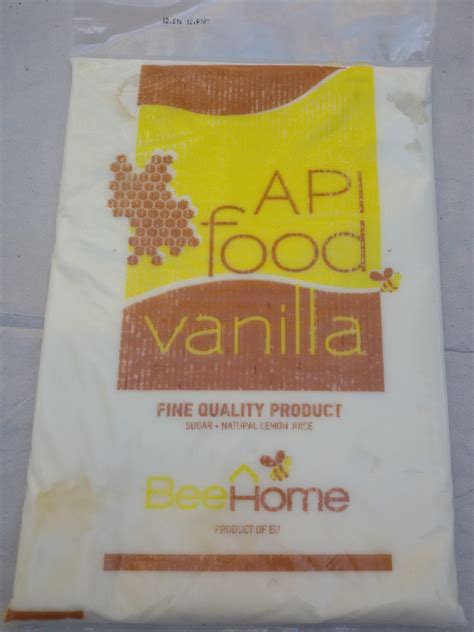 API
food
vanilla
FINE QUALITY PRODUCT
SUGAR • NATURAL LEMON JUICE
BeeHome
PRODUCT OF EU